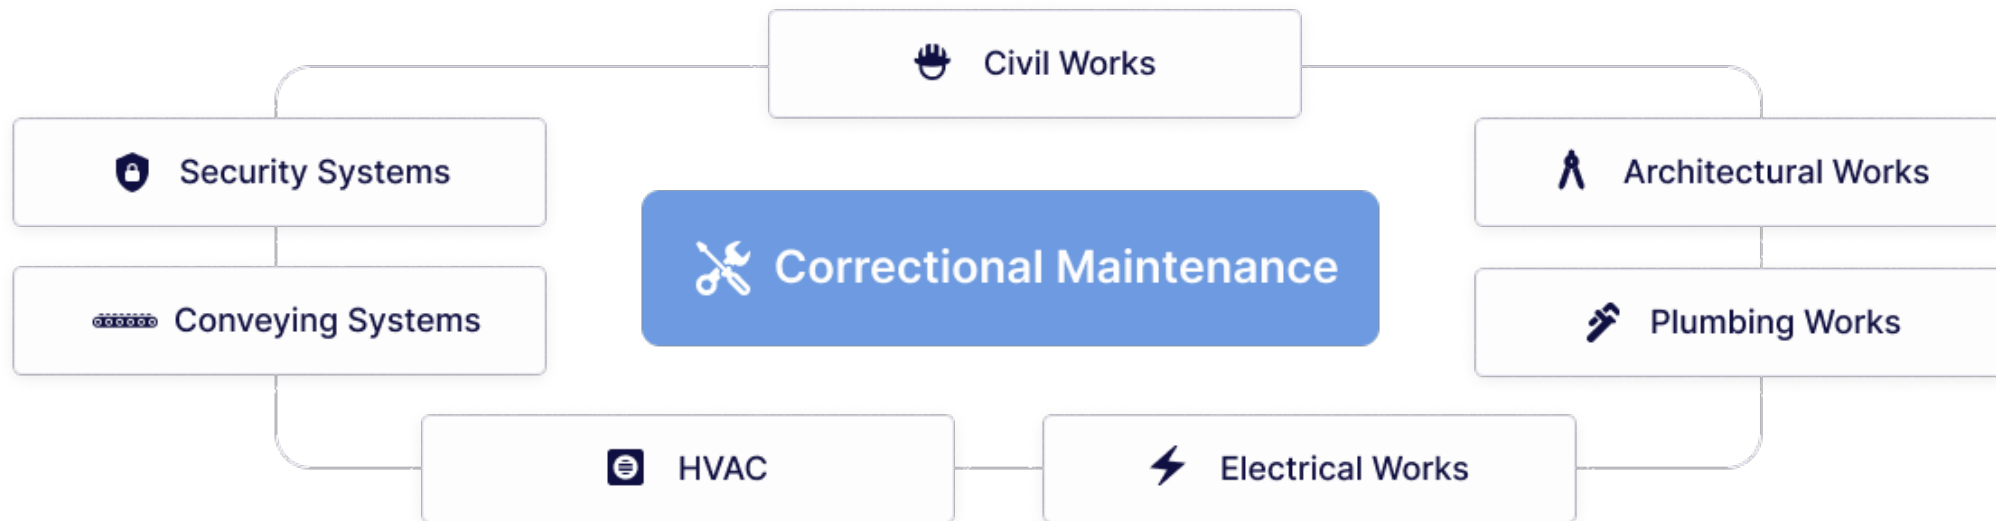 Civil Works
Security Systems
Architectural Works
Correctional Maintenance
Conveying Systems
Plumbing Works
HVAC
Electrical Works